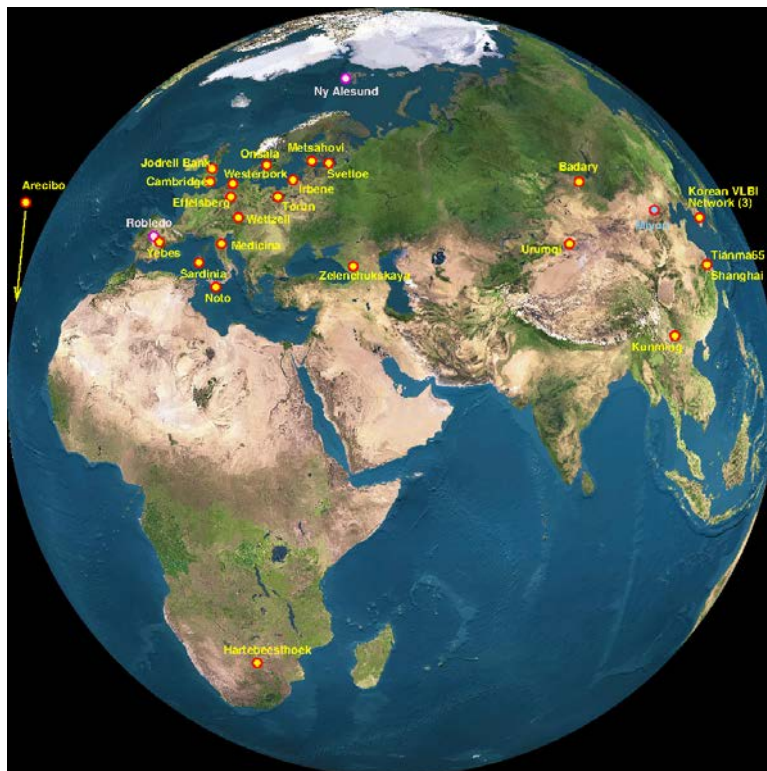 Ny Alesund
Metsahovi
Onsala
Jodrell Bank
Svetloe
Badary
Westerbork
Cambridge
Arecibo
Irbene
Korean VLBI
Network (3)
Effelsberg
Torun
Wettzell
Miyun
Robledo
Yebes
Medicina
Urumqi
Tianma65
Sardinia
Zelenchukskaya
Shanghai
Noto
Kunming
Hartebeesthoek